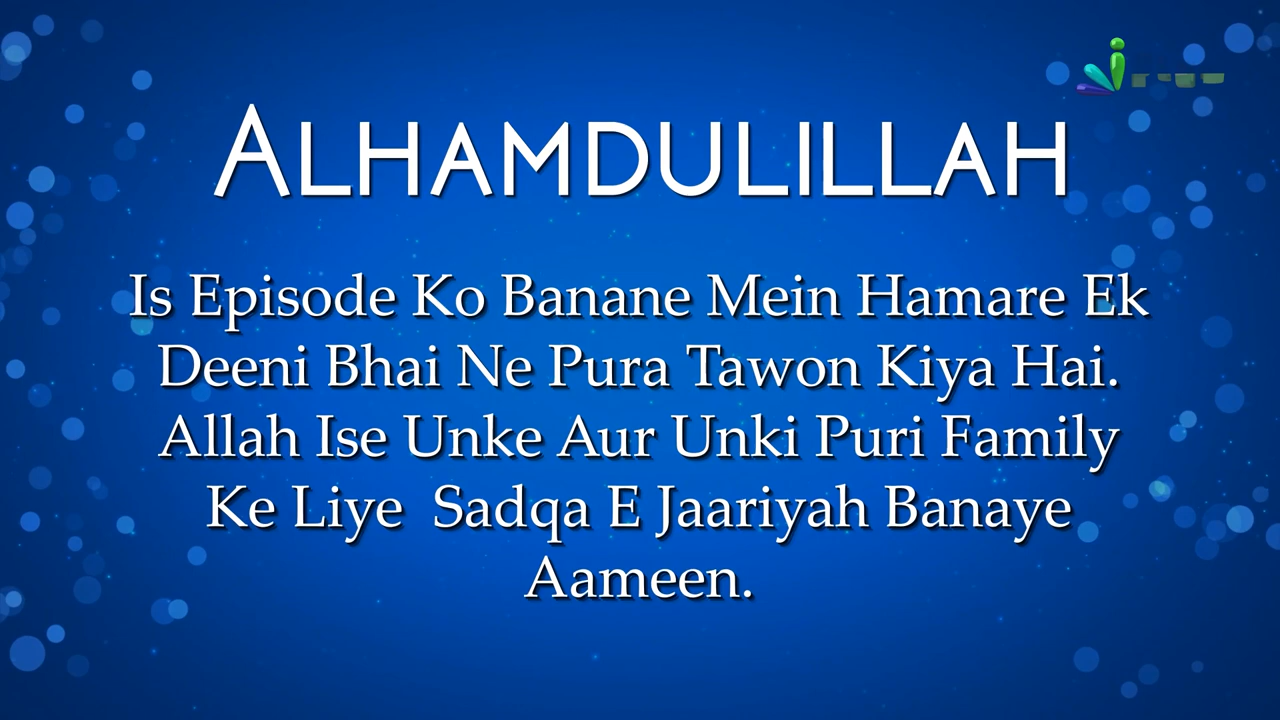 ALHAMDULILLAH
Is Episode Ko Banane Mein Hamare Ek
Deeni Bhai Ne Pura Tawon Kiya Hai.
Allah Ise Unke Aur Unki Puri Family
Ke Liye Sadqa E Jaariyah Banaye
Aameen.